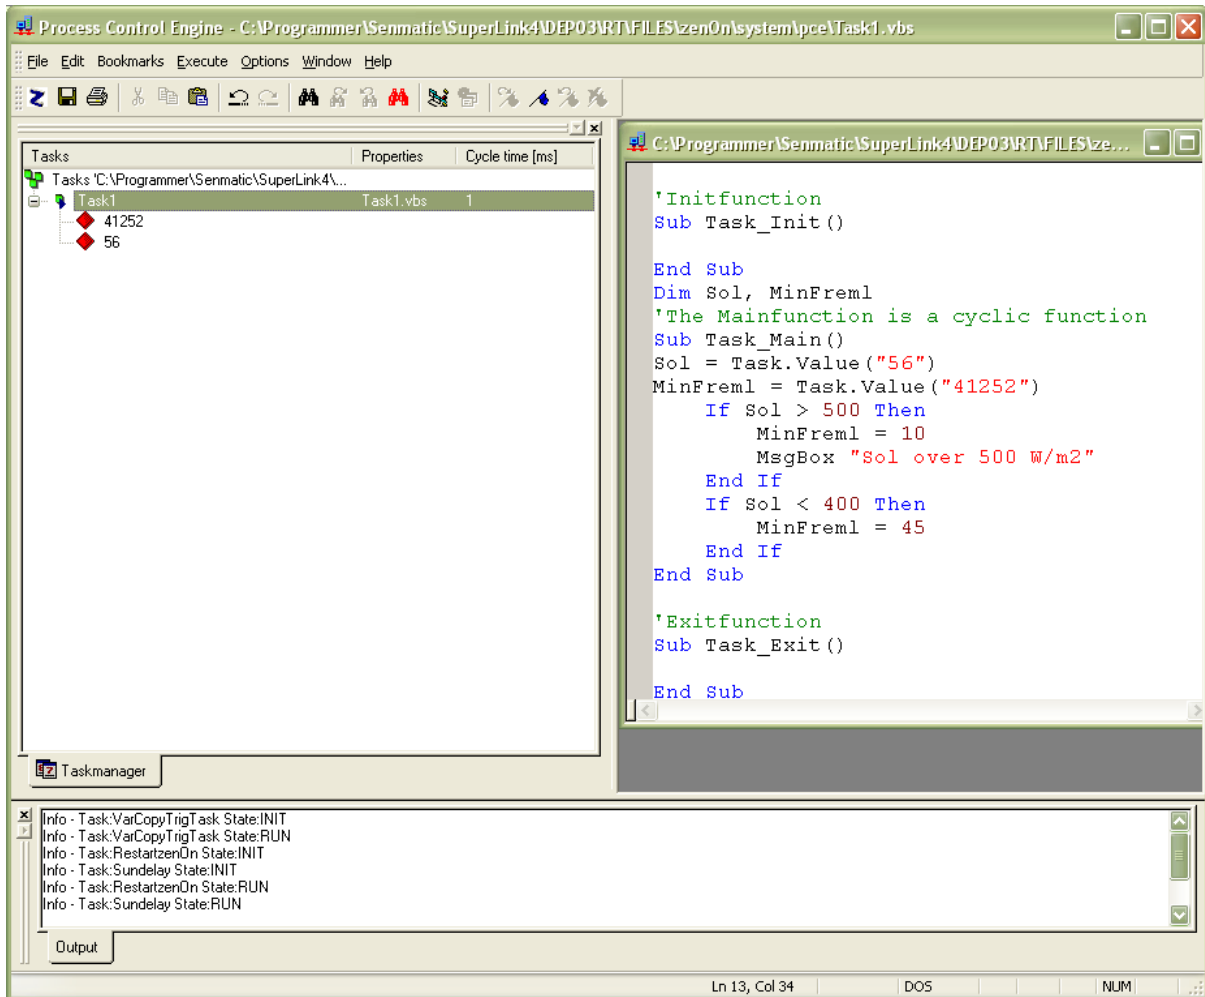 Process Control Engine - C:\Programmer\Senmatic\SuperLink4\DEP03\RT\FILES\zenOn\system\pce\Task1.vbs
File Edit Bookmarks Execute Options Window Help
Tasks Properties Cycle time [ms]
Tasks 'C:\Programmer\Senmatic\SuperLink4\...
Task1 Task1.vbs 1
41252
56
Taskmanager
C:\Programmer\Senmatic\SuperLink4\DEP03\RT\FILES\ze...
'Initfunction
Sub Task_Init()
End Sub
Dim Sol, MinFreml
'The Mainfunction is a cyclic function
Sub Task_Main()
Sol = Task.Value("56")
MinFreml = Task.Value("41252")
If Sol > 500 Then
MinFreml = 10
MsgBox "Sol over 500 W/m2"
End If
If Sol < 400 Then
MinFreml = 45
End If
End Sub
'Exitfunction
Sub Task_Exit()
End Sub
Info - Task:VarCopyTrigTask State:INIT
Info - Task:VarCopyTrigTask State:RUN
Info - Task:RestartzenOn State:INIT
Info - Task:Sundelay State:INIT
Info - Task:RestartzenOn State:RUN
Info - Task:Sundelay State:RUN
Output
Ln 13, Col 34 DOS NUM